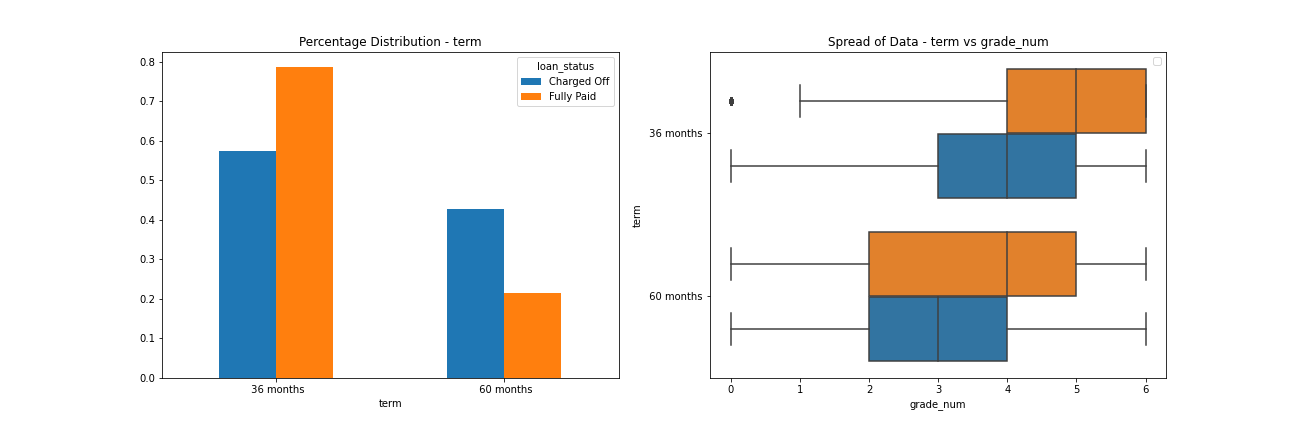 Percentage Distribution - term
0.8
0.7
0.6
0.5
0.4
0.3
0.2
0.1
0.0
loan_status
Charged Off
Fully Paid
36 months 60 months
term
Spread of Data - term vs grade_num
term
36 months
60 months
0 1 2 3 4 5 6
grade_num